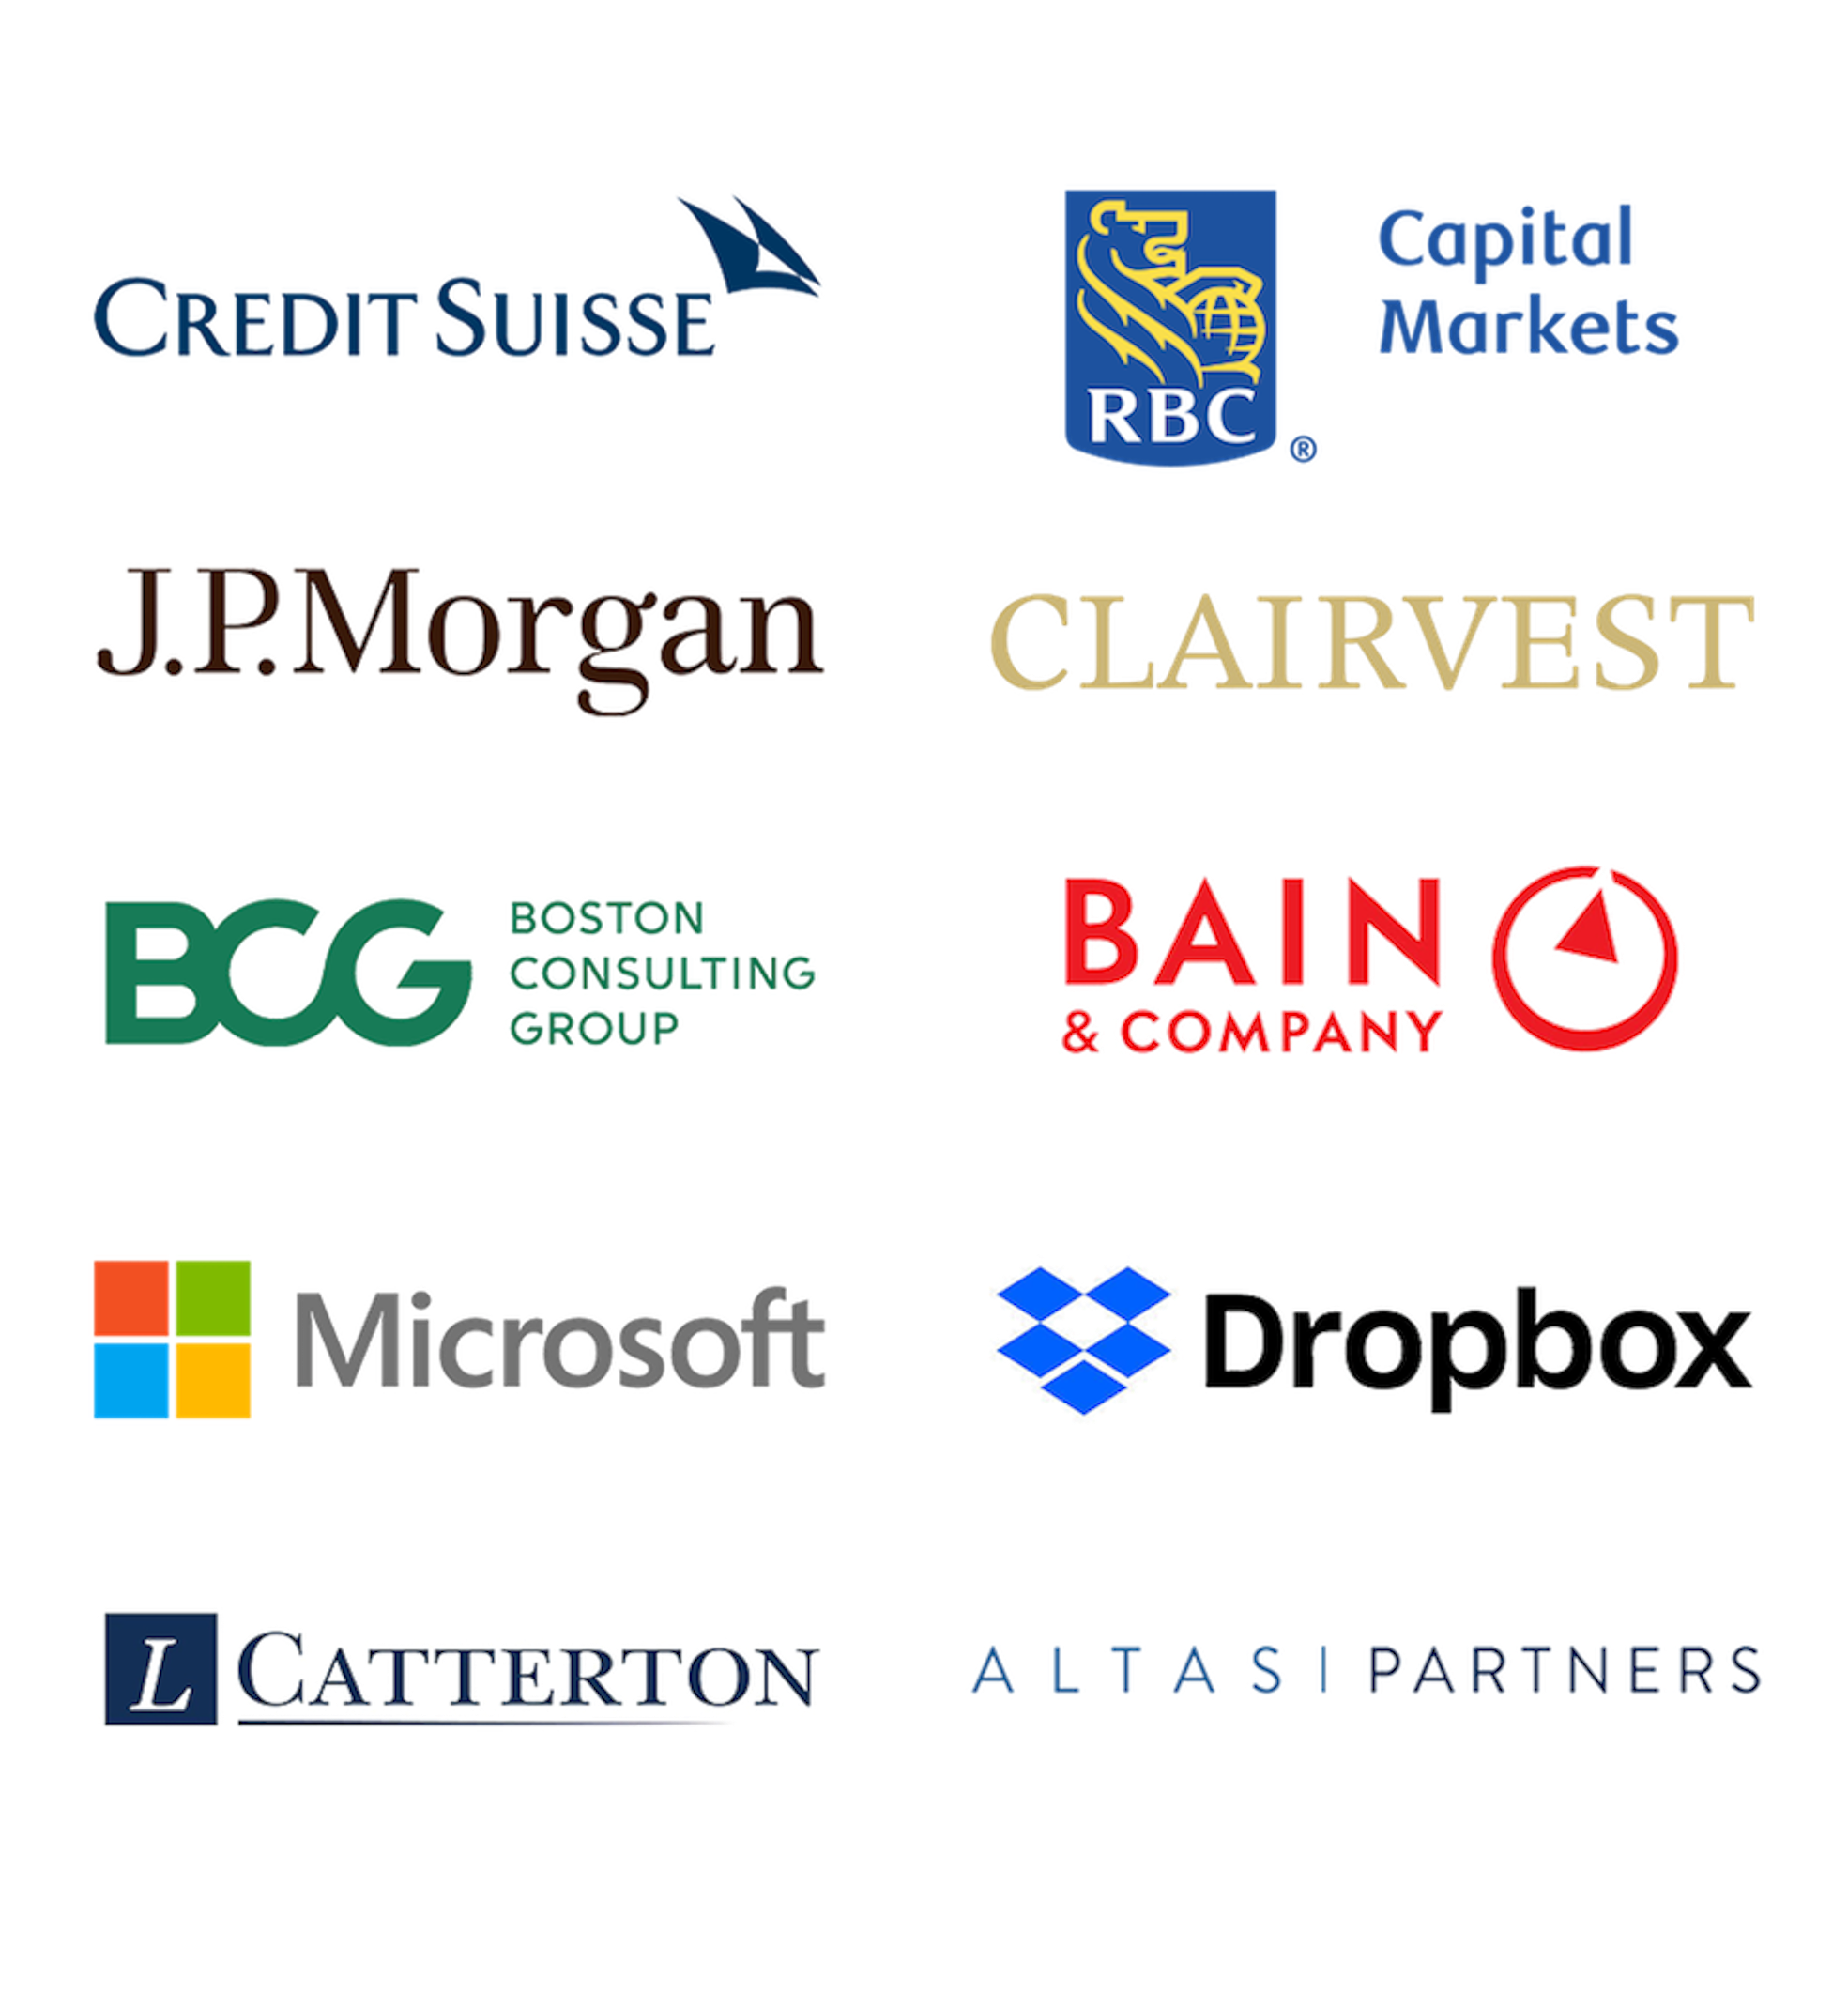 CREDIT SUISSE
RBC
®
Capital
Markets
J.P.Morgan
CLAIRVEST
BCG
BOSTON
CONSULTING
GROUP
BAIN
& COMPANY
Microsoft
Dropbox
L CATTERTON
ALTAS | PARTNERS